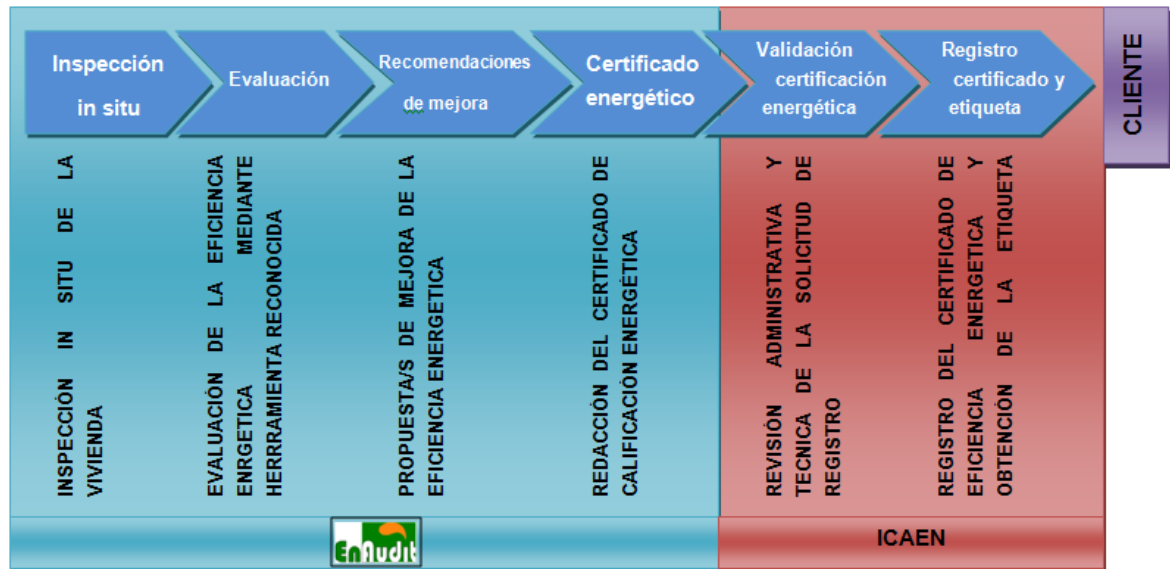 Inspección
in situ
Evaluación
Recomendaciones
de mejora
Certificado
energético
Validación
certificación
energética
Registro
certificado y
etiqueta
CLIENTE
INSPECCIÓN IN SITU DE LA
VIVIENDA
EVALUACIÓN DE LA EFICIENCIA
ENRGETICA MEDIANTE
HERRRAMIENTA RECONOCIDA
PROPUESTA/S DE MEJORA DE LA
EFICIENCIA ENERGETICA
REDACCIÓN DEL CERTIFICADO DE
CALIFICACIÓN ENERGÉTICA
REVISIÓN ADMINISTRATIVA Y
TECNICA DE LA SOLICITUD DE
REGISTRO
REGISTRO DEL CERTIFICADO DE
EFICIENCIA ENERGETICA Y
OBTENCIÓN DE LA ETIQUETA
EnAudit
ICAEN